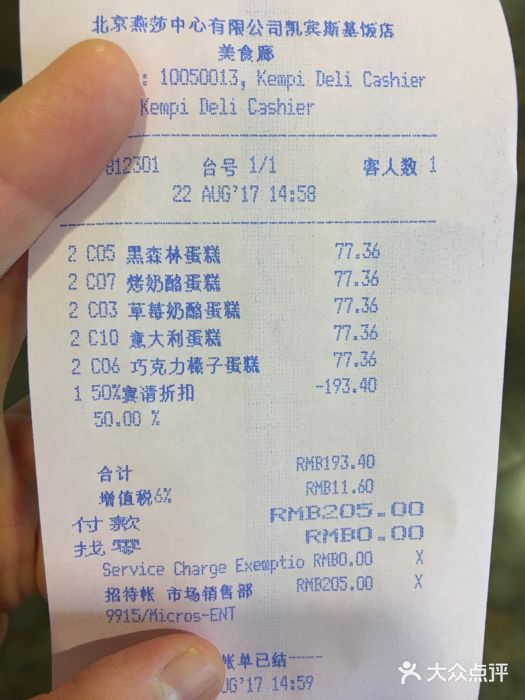 北京燕莎中心有限公司凯宾斯基饭店
美食廊
: 10050013, Kempi Deli Cashier
Kempi Deli Cashier
812301 台号 1/1 客人数 1
22 AUG'17 14:58
2 C05 黑森林蛋糕 77.36
2 C07 烤奶酪蛋糕 77.36
2 C03 草莓奶酪蛋糕 77.36
2 C10 意大利蛋糕 77.36
2 C06 巧克力榛子蛋糕 77.36
1 50%宴请折扣 -193.40
50.00 %
合计 RMB193.40
增值税6% RMB11.60
付款 RMB205.00
找零 RMB0.00
Service Charge Exemptio RMB0.00 X
招待帐 市场销售部 RMB205.00 X
9915/Micros-ENT
帐单已结
UG'17 14:59
大众点评